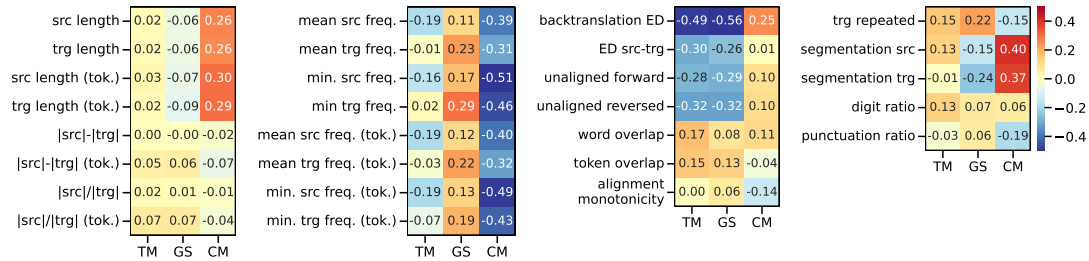 src length 0.02 -0.06 0.26
trg length 0.02 -0.06 0.26
src length (tok.) 0.03 -0.07 0.30
trg length (tok.) 0.02 -0.09 0.29
|src|-|trg| 0.00 -0.00 -0.02
|src|-|trg| (tok.) 0.05 0.06 -0.07
|src|/|trg| 0.02 0.01 -0.01
|src|/|trg| (tok.) 0.07 0.07 -0.04
TM GS CM
mean src freq. -0.19 0.11 -0.39
mean trg freq. -0.01 0.23 -0.31
min. src freq. -0.16 0.17 -0.51
min trg freq. 0.02 0.29 -0.46
mean src freq. (tok.) -0.19 0.12 -0.40
mean trg freq. (tok.) -0.03 0.22 -0.32
min. src freq. (tok.) -0.19 0.13 -0.49
min. trg freq. (tok.) -0.07 0.19 -0.43
TM GS CM
backtranslation ED -0.49 -0.56 0.25
ED src-trg -0.30 -0.26 0.01
unaligned forward -0.28 -0.29 0.10
unaligned reversed -0.32 -0.32 0.10
word overlap 0.17 0.08 0.11
token overlap 0.15 0.13 -0.04
alignment
monotonicity 0.00 0.06 -0.14
TM GS CM
trg repeated 0.15 0.22 -0.15
segmentation src 0.13 -0.15 0.40
segmentation trg -0.01 -0.24 0.37
digit ratio 0.13 0.07 0.06
punctuation ratio -0.03 0.06 -0.19
TM GS CM
0.4
0.2
0.0
−0.2
−0.4